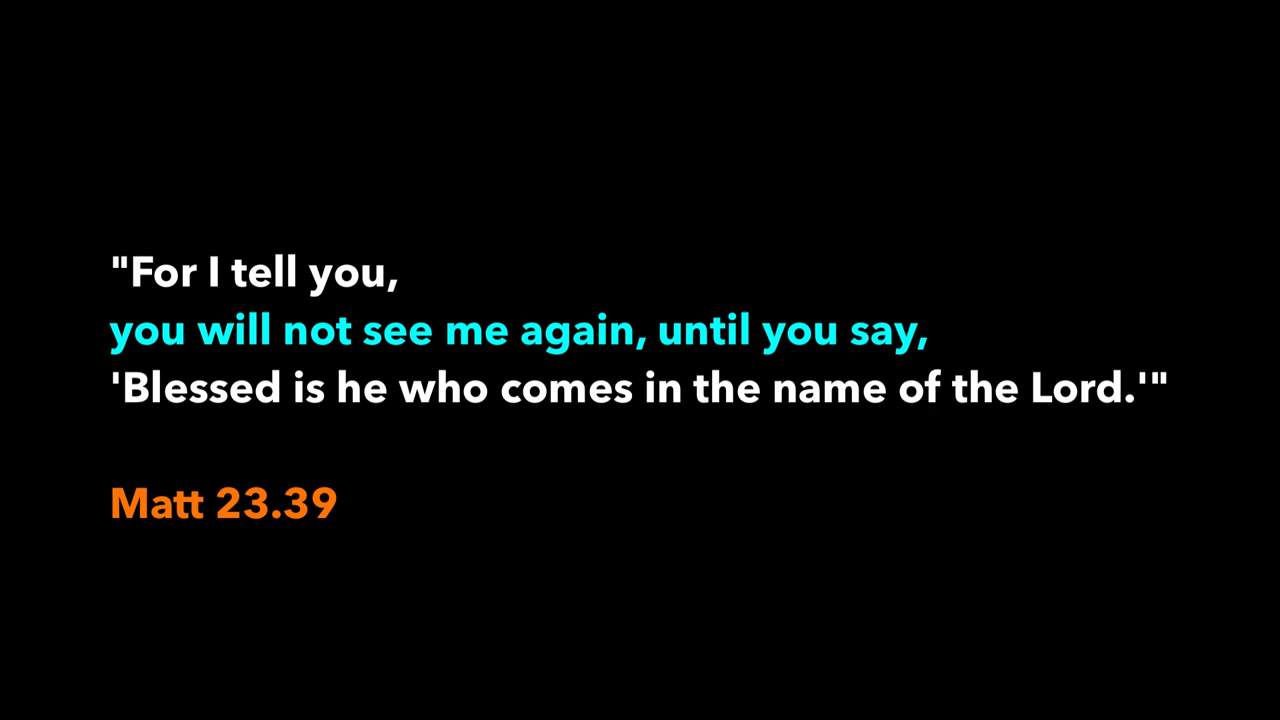 "For I tell you,
you will not see me again, until you say,
'Blessed is he who comes in the name of the Lord.'"
Matt 23.39